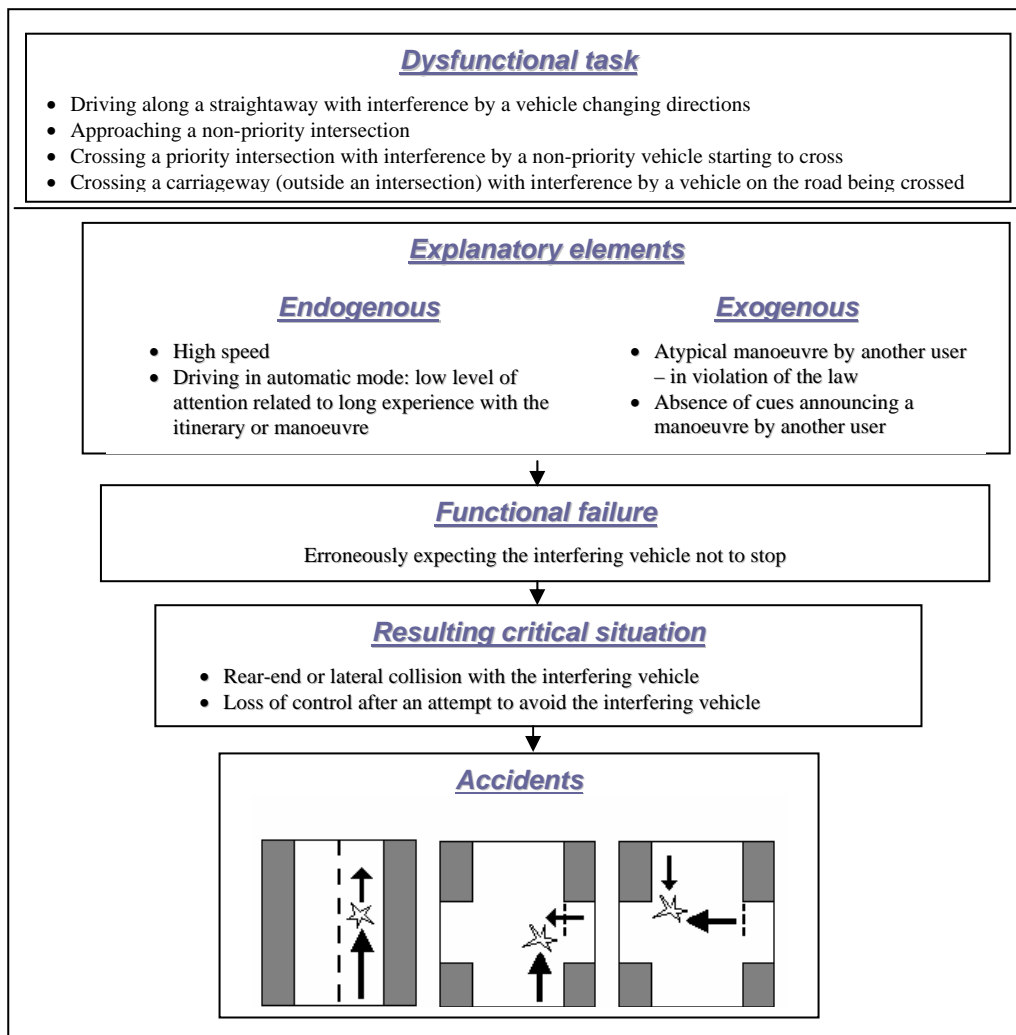 Dysfunctional task
• Driving along a straightaway with interference by a vehicle changing directions
• Approaching a non-priority intersection
• Crossing a priority intersection with interference by a non-priority vehicle starting to cross
• Crossing a carriageway (outside an intersection) with interference by a vehicle on the road being crossed
Explanatory elements
Endogenous
• High speed
• Driving in automatic mode: low level of
attention related to long experience with the
itinerary or manoeuvre
Exogenous
• Atypical manoeuvre by another user
– in violation of the law
• Absence of cues announcing a
manoeuvre by another user
Functional failure
Erroneously expecting the interfering vehicle not to stop
Resulting critical situation
• Rear-end or lateral collision with the interfering vehicle
• Loss of control after an attempt to avoid the interfering vehicle
Accidents